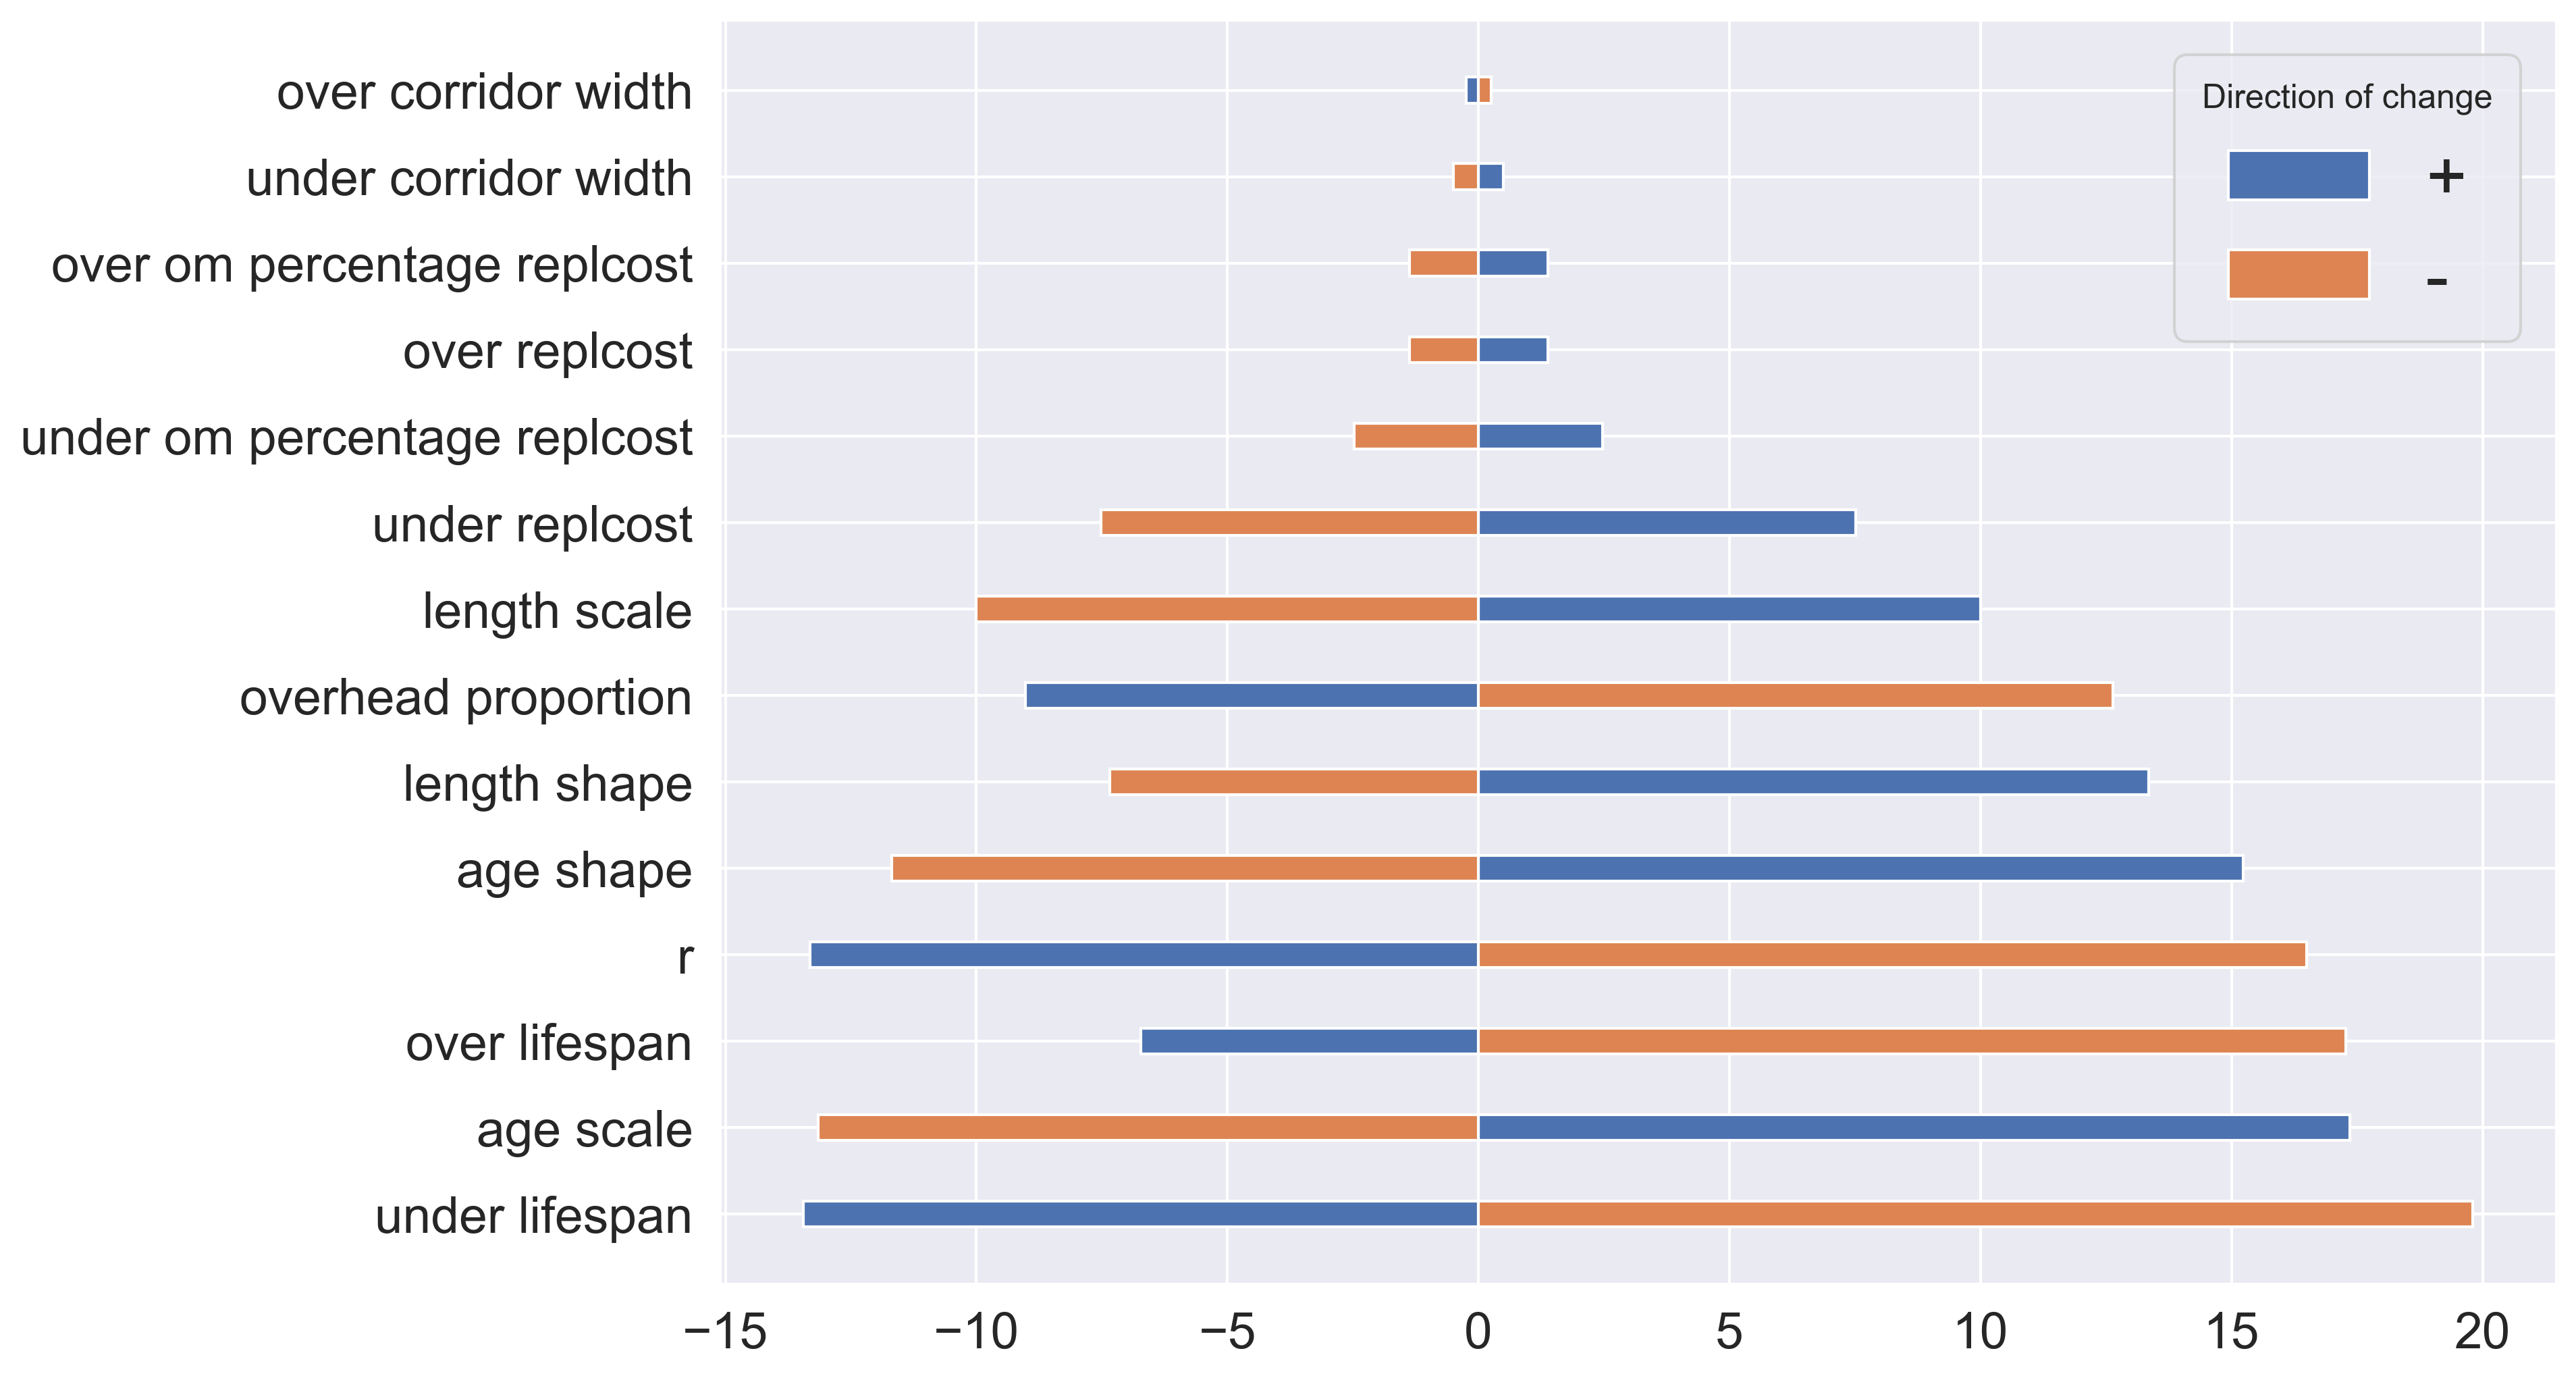 over corridor width
under corridor width
over om percentage replcost
over replcost
under om percentage replcost
under replcost
length scale
overhead proportion
length shape
age shape
r
over lifespan
age scale
under lifespan
Direction of change
+
-
−15 −10 −5 0 5 10 15 20